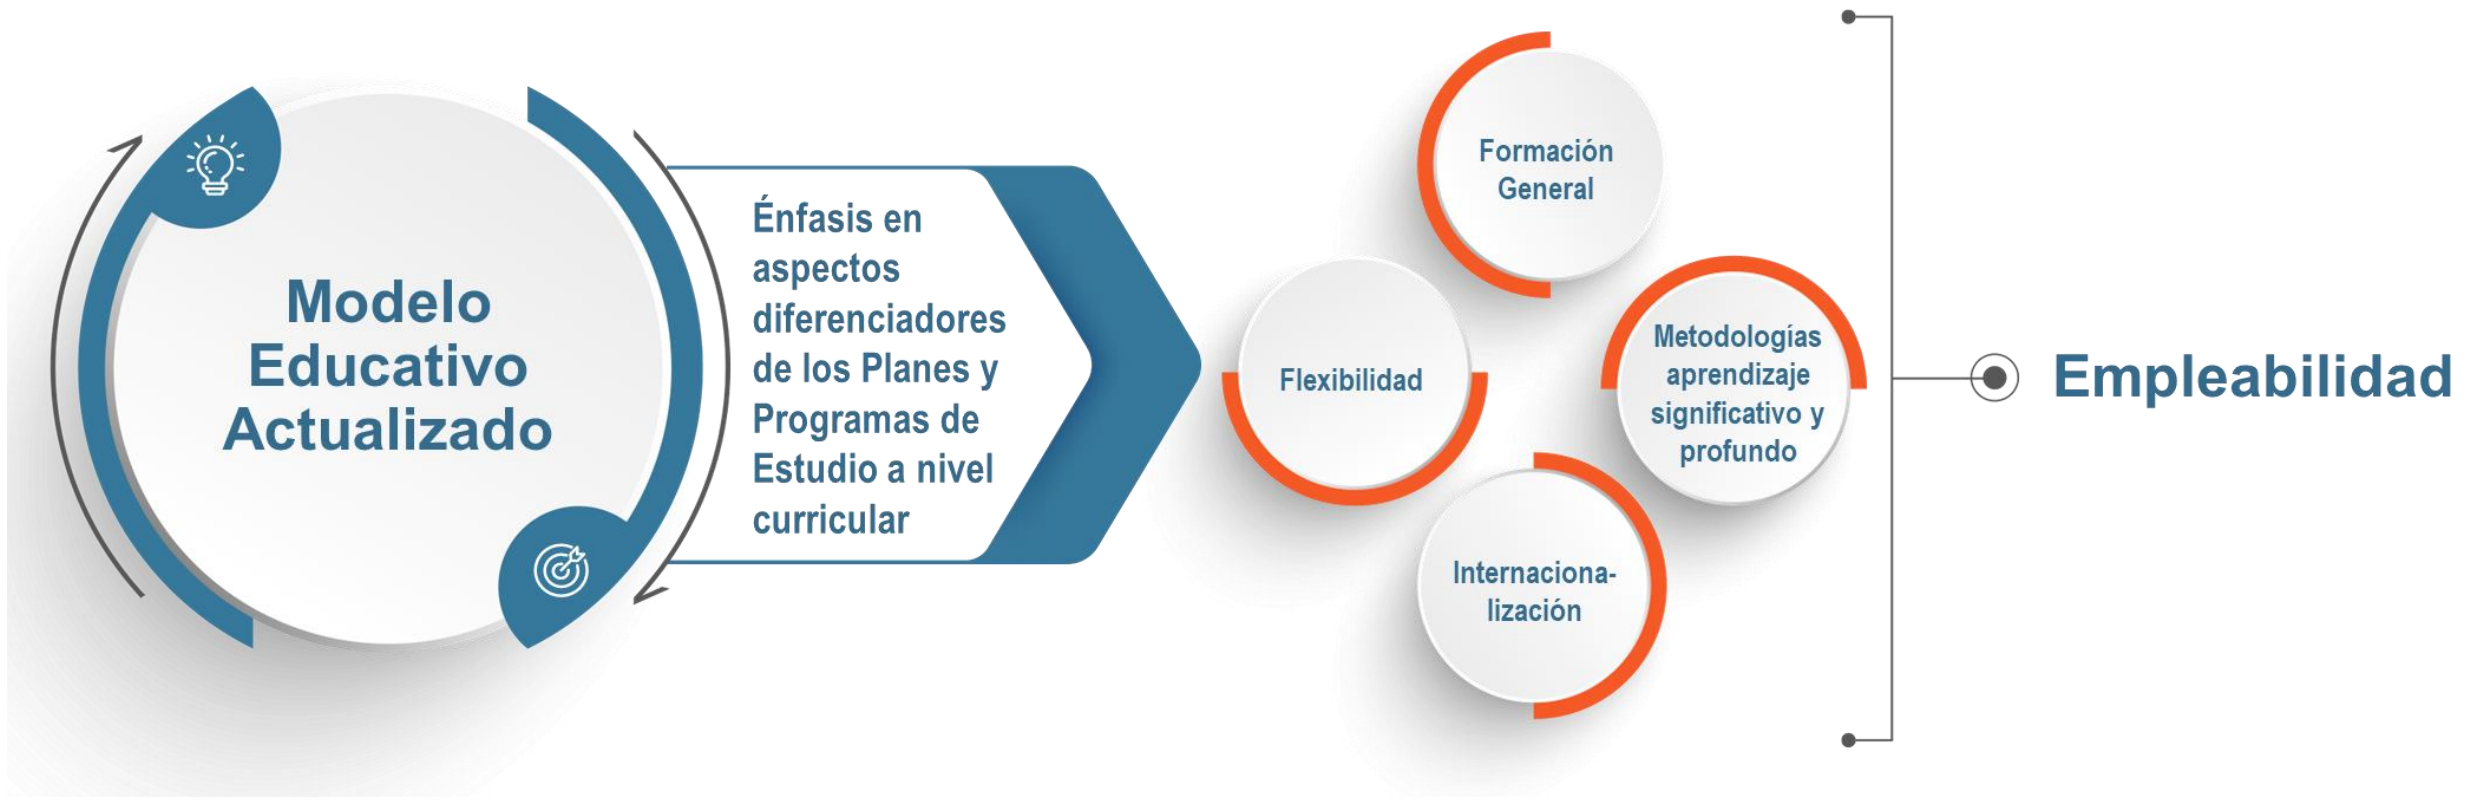 Modelo
Educativo
Actualizado
Énfasis en
aspectos
diferenciadores
de los Planes y
Programas de
Estudio a nivel
curricular
Formación
General
Flexibilidad
Metodologías
aprendizaje
significativo y
profundo
Internaciona-
lización
Empleabilidad